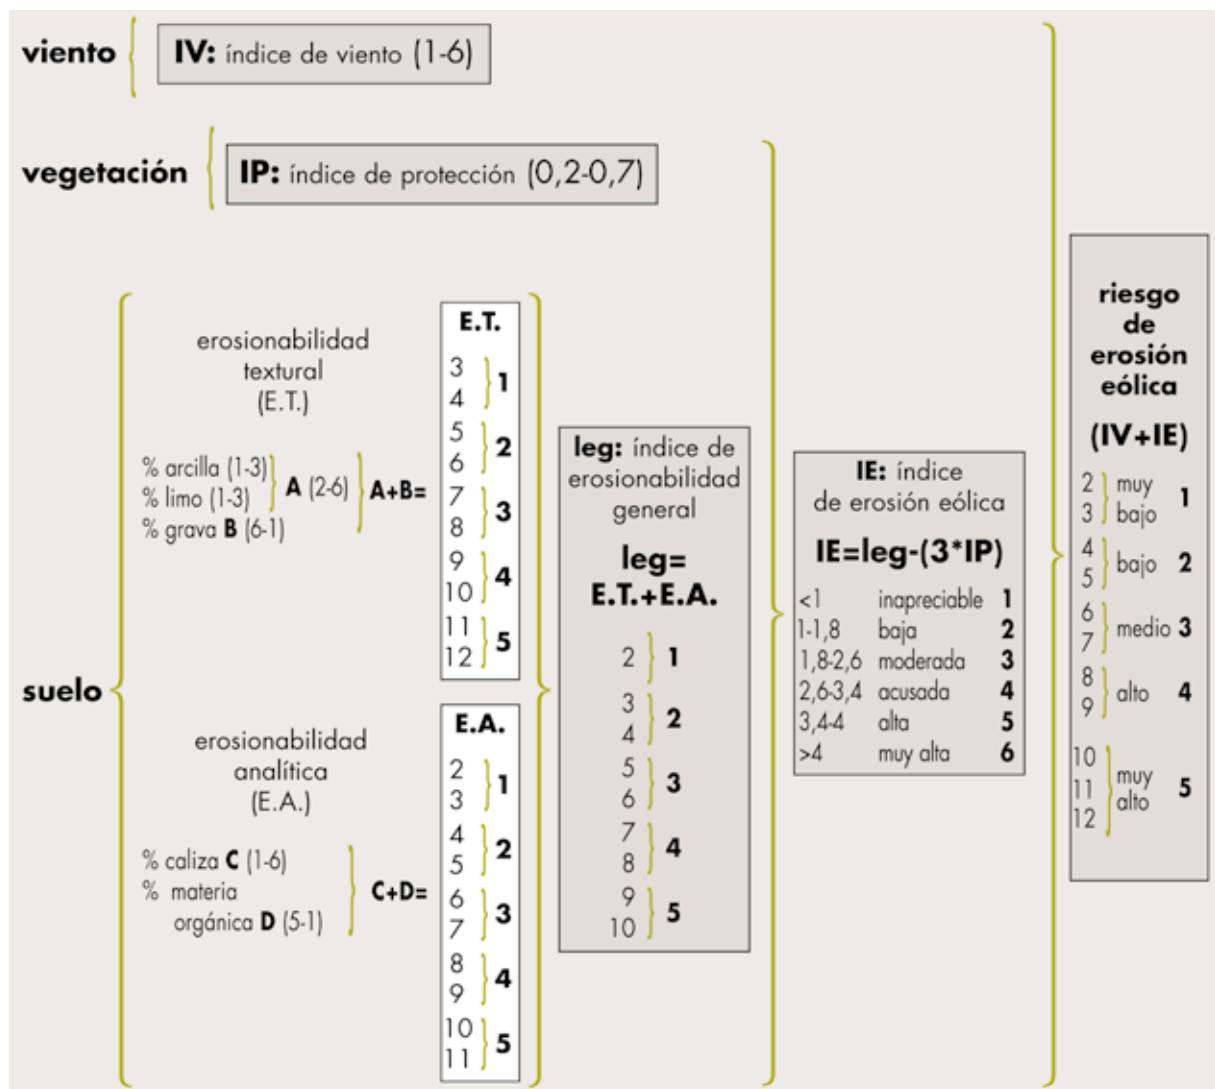 viento
IV: índice de viento (1-6)
vegetación
IP: índice de protección (0,2-0,7)
suelo
erosionabilidad
textural
(E.T.)
% arcilla (1-3)
% limo (1-3)
A (2-6)
% grava B (6-1)
A+B=
E.T.
3
4
1
5
6
2
7
8
3
9
10
4
11
12
5
erosionabilidad
analítica
(E.A.)
% caliza C (1-6)
% materia
orgánica D (5-1)
C+D=
E.A.
2
3
1
4
5
2
6
7
3
8
9
4
10
11
5
leg: índice de
erosionabilidad
general
leg=
E.T.+E.A.
2 1
3
4
2
5
6
3
7
8
4
9
10
5
IE: índice
de erosión eólica
IE=leg-(3*IP)
<1 inapreciable 1
1-1,8 baja 2
1,8-2,6 moderada 3
2,6-3,4 acusada 4
3,4-4 alta 5
>4 muy alta 6
riesgo
de
erosión
eólica
(IV+IE)
2
3
muy
bajo
1
4
5
bajo 2
6
7
medio 3
8
9
alto 4
10
11
12
muy
alto
5